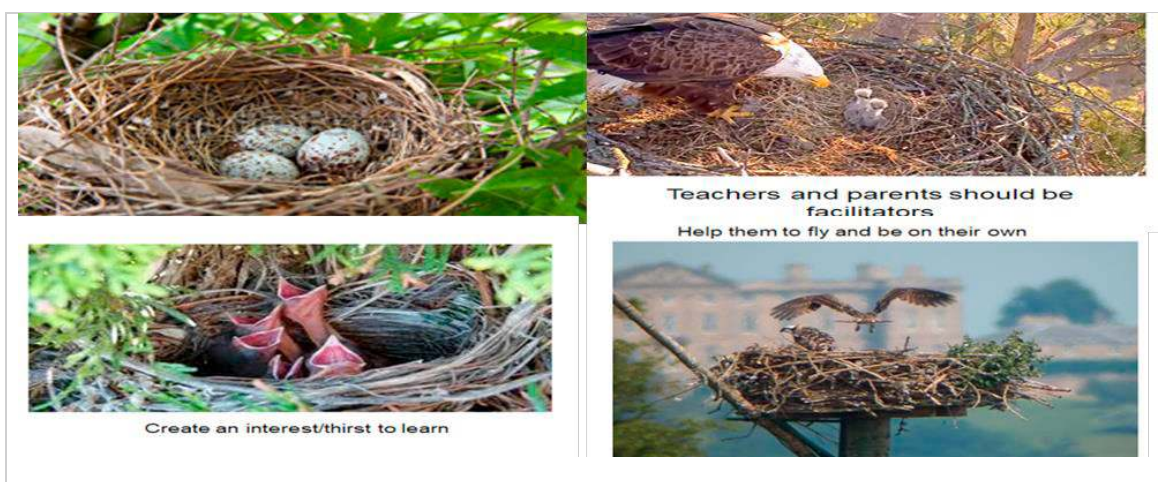 Teachers and parents should be
facilitators
Help them to fly and be on their own
Create an interest/thirst to learn